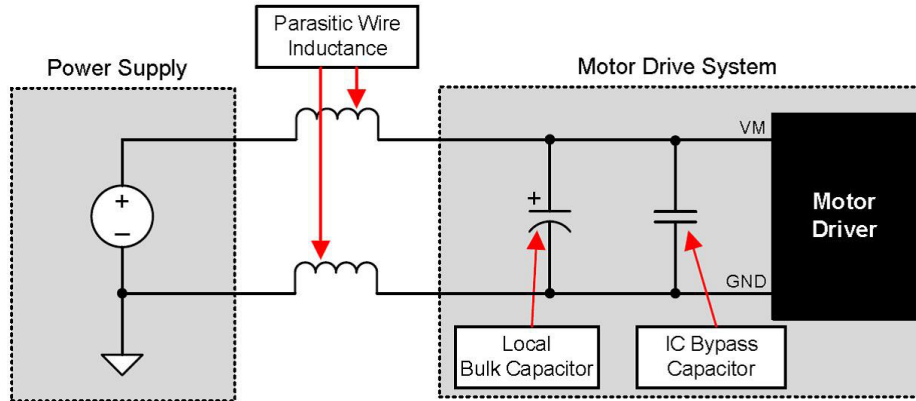 Parasitic Wire
Inductance
Power Supply
Motor Drive System
VM
+
+
–
Motor
Driver
GND
Local
Bulk Capacitor
IC Bypass
Capacitor